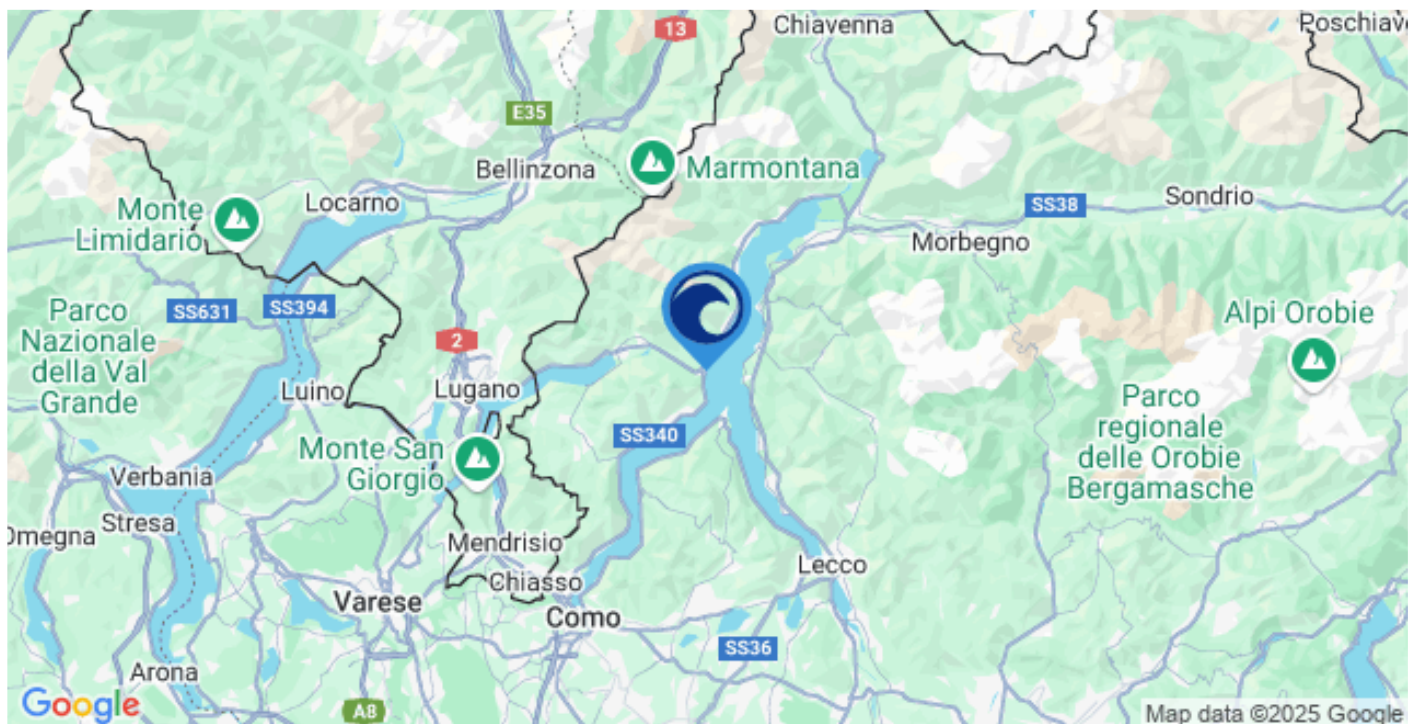 13
Chiavenna
Poschiav
E35
Bellinzona
Marmontana
Locarno
Monte
Limidario
SS38
Sondrio
Morbegno
SS631
SS394
Parco
Nazionale
della Val
Grande
2
Alpi Orobie
Luino
Lugano
Parco
regionale
delle Orobie
Bergamasche
SS340
Monte San
Giorgio
Verbania
Stresa
Omegna
Mendrisio
Chiasso
Lecco
Varese
Como
SS36
Arona
A8
Google
Map data ©2025 Google